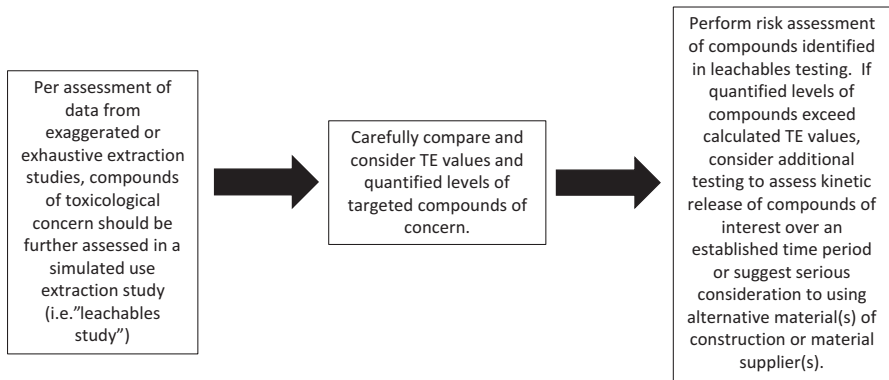 Per assessment of
data from
exaggerated or
exhaustive extraction
studies, compounds
of toxicological
concern should be
further assessed in a
simulated use
extraction study
(i.e.”leachables
study”)
Carefully compare and
consider TE values and
quantified levels of
targeted compounds of
concern.
Perform risk assessment
of compounds identified
in leachables testing.  If
quantified levels of
compounds exceed
calculated TE values,
consider additional
testing to assess kinetic
release of compounds of
interest over an
established time period
or suggest serious
consideration to using
alternative material(s) of
construction or material
supplier(s).